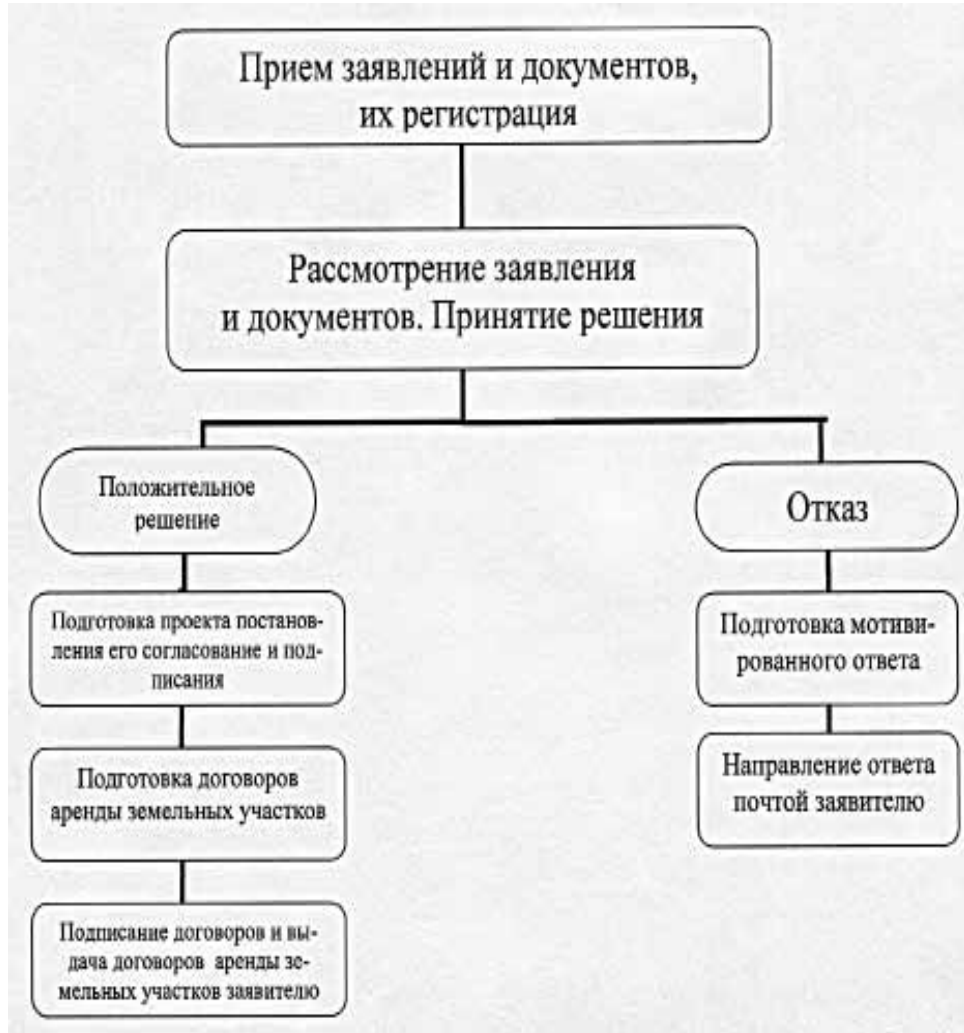 Прием заявлений и документов,
их регистрация
Рассмотрение заявления
и документов. Принятие решения
Положительное
решение
Подготовка проекта постанов-
ления его согласование и под-
писания
Подготовка договоров
аренды земельных участков
Подписание договоров и вы-
дача договоров аренды зе-
мельных участков заявителю
Отказ
Подготовка мотиви-
рованного ответа
Направление ответа
почтой заявителю